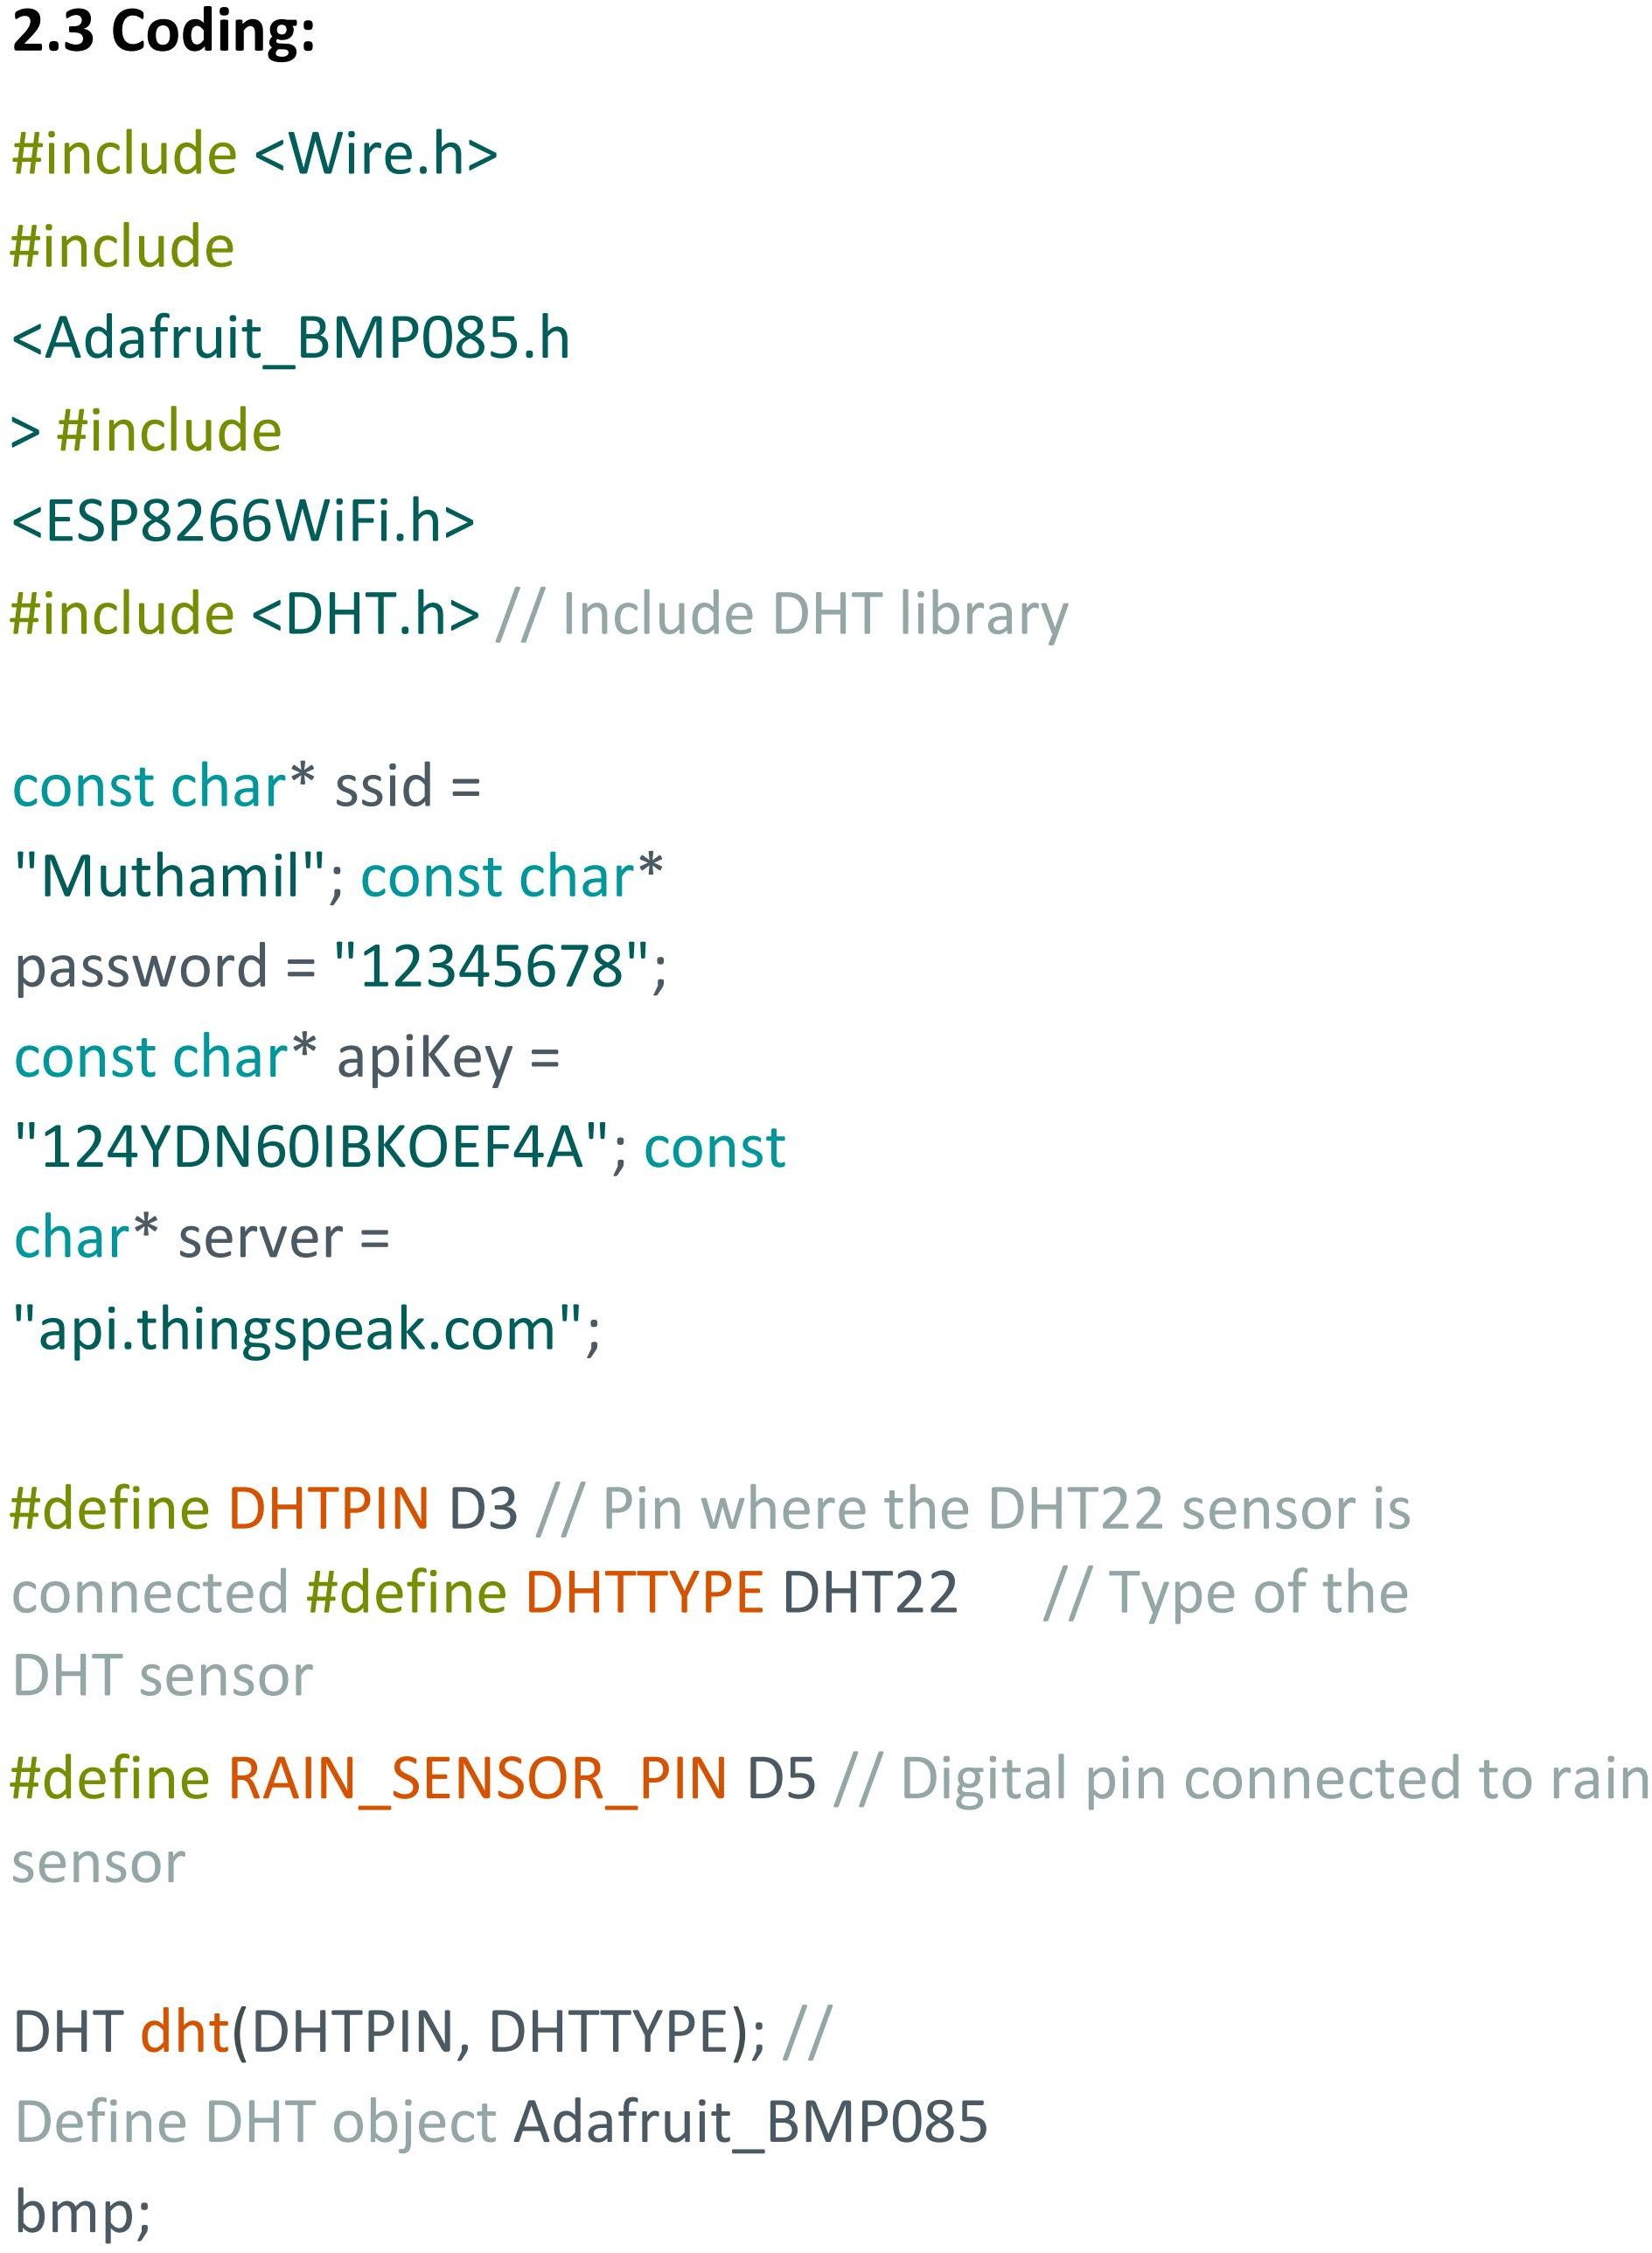 2.3 Coding:
#include <Wire.h>
#include
<Adafruit_BMP085.h
> #include
<ESP8266WiFi.h>
#include <DHT.h> // Include DHT library
const char* ssid =
"Muthamil"; const char*
password = "12345678";
const char* apiKey =
"124YDN60IBKOEF4A"; const
char* server =
"api.thingspeak.com";
#define DHTPIN D3 // Pin where the DHT22 sensor is
connected #define DHTTYPE DHT22 // Type of the
DHT sensor
#define RAIN_SENSOR_PIN D5 // Digital pin connected to rain
sensor
DHT dht(DHTPIN, DHTTYPE); //
Define DHT object Adafruit_BMP085
bmp;